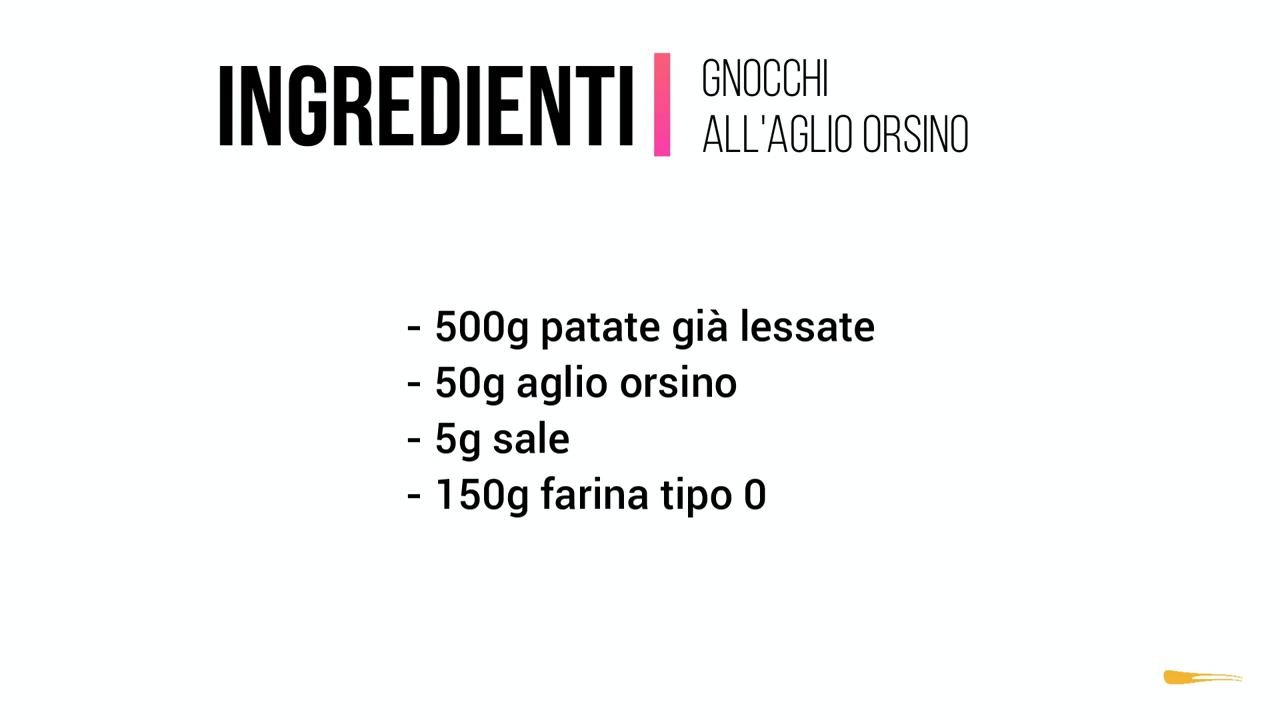 INGREDIENTI
GNOCCHI
ALL'AGLIO ORSINO
- 500g patate già lessate
- 50g aglio orsino
- 5g sale
- 150g farina tipo 0